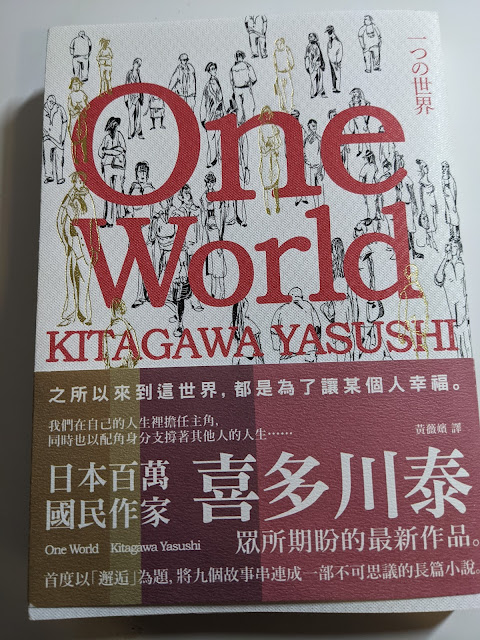 一つの世界
One
World
KITAGAWA YASUSHI
之所以來到這世界,都是為了讓某個人幸福。
我們在自己的人生裡擔任主角,
同時也以配角身分支撐著其他人的人生……
黃薇嬪 譯
日本百萬
國民作家
喜多川泰
One World Kitagawa Yasushi
眾所期盼的最新作品。
首度以「邂逅」為題,將九個故事串連成一部不可思議的長篇小說。